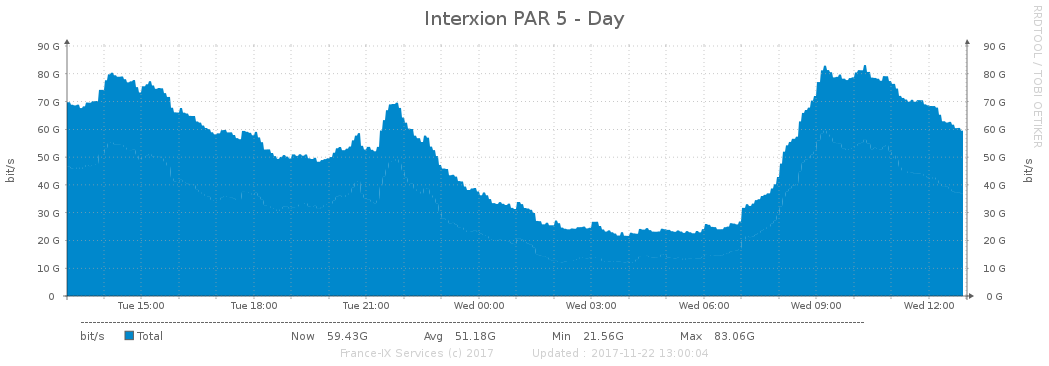 Interxion PAR 5 - Day
RRDTOOL / TOBI OETIKER
bit/s
90 G 90 G
80 G 80 G
70 G 70 G
60 G 60 G
50 G 50 G
40 G 40 G
30 G 30 G
20 G 20 G
10 G 10 G
0 0 G
bit/s
Tue 15:00 Tue 18:00 Tue 21:00 Wed 00:00 Wed 03:00 Wed 06:00 Wed 09:00 Wed 12:00
bit/s Total Now 59.43G Avg 51.18G Min 21.56G Max 83.06G
France-IX Services (c) 2017 Updated : 2017-11-22 13:00:04